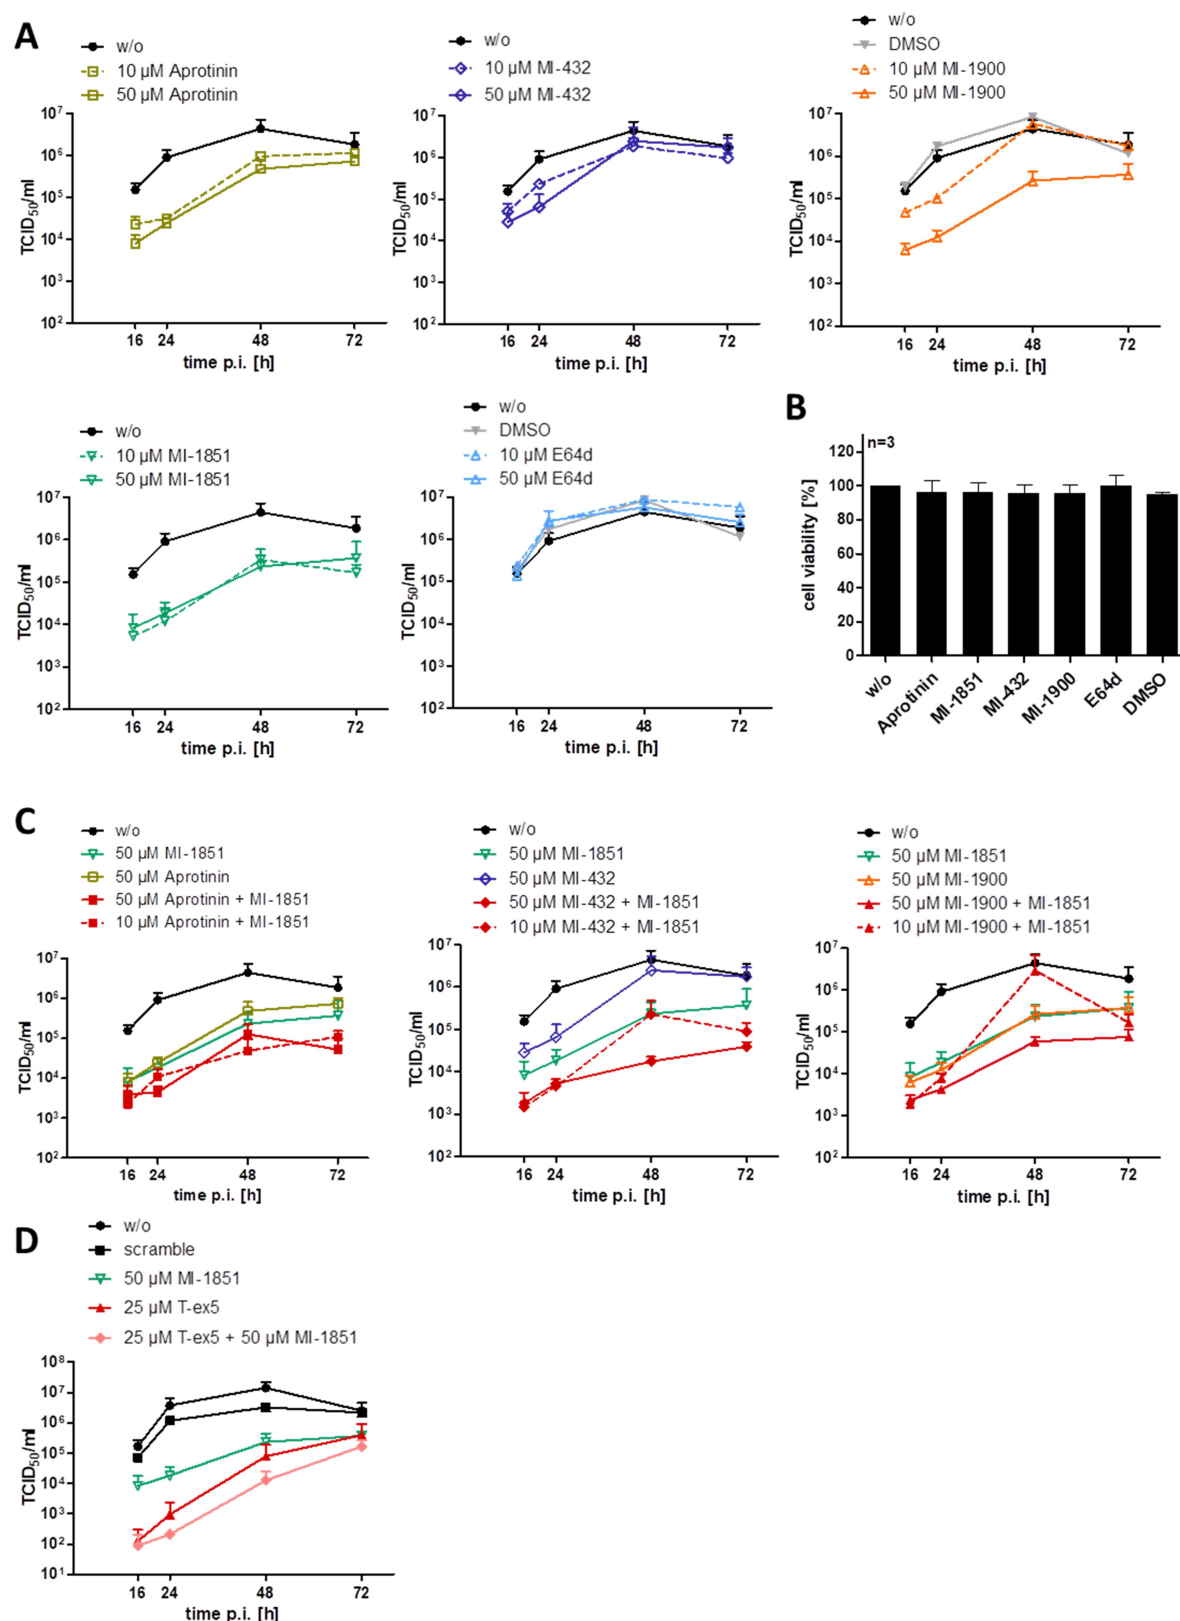 A
w/o
10 µM Aprotinin
50 µM Aprotinin
10⁷
10⁶
10⁵
10⁴
10³
10²
TCID₅₀/ml
16 24 48 72
time p.i. [h]
w/o
10 µM MI-432
50 µM MI-432
10⁷
10⁶
10⁵
10⁴
10³
10²
TCID₅₀/ml
16 24 48 72
time p.i. [h]
w/o
DMSO
10 µM MI-1900
50 µM MI-1900
10⁷
10⁶
10⁵
10⁴
10³
10²
TCID₅₀/ml
16 24 48 72
time p.i. [h]
w/o
10 µM MI-1851
50 µM MI-1851
10⁷
10⁶
10⁵
10⁴
10³
10²
TCID₅₀/ml
16 24 48 72
time p.i. [h]
w/o
DMSO
10 µM E64d
50 µM E64d
10⁷
10⁶
10⁵
10⁴
10³
10²
TCID₅₀/ml
16 24 48 72
time p.i. [h]
B
n=3
120
100
80
60
40
20
0
cell viability [%]
w/o
Aprotinin
MI-1851
MI-432
MI-1900
E64d
DMSO
C
w/o
50 µM MI-1851
50 µM Aprotinin
50 µM Aprotinin + MI-1851
10 µM Aprotinin + MI-1851
10⁷
10⁶
10⁵
10⁴
10³
10²
TCID₅₀/ml
16 24 48 72
time p.i. [h]
w/o
50 µM MI-1851
50 µM MI-432
50 µM MI-432 + MI-1851
10 µM MI-432 + MI-1851
10⁷
10⁶
10⁵
10⁴
10³
10²
TCID₅₀/ml
16 24 48 72
time p.i. [h]
w/o
50 µM MI-1851
50 µM MI-1900
50 µM MI-1900 + MI-1851
10 µM MI-1900 + MI-1851
10⁷
10⁶
10⁵
10⁴
10³
10²
TCID₅₀/ml
16 24 48 72
time p.i. [h]
D
w/o
scramble
50 µM MI-1851
25 µM T-ex5
25 µM T-ex5 + 50 µM MI-1851
10⁸
10⁷
10⁶
10⁵
10⁴
10³
10²
10¹
TCID₅₀/ml
16 24 48 72
time p.i. [h]